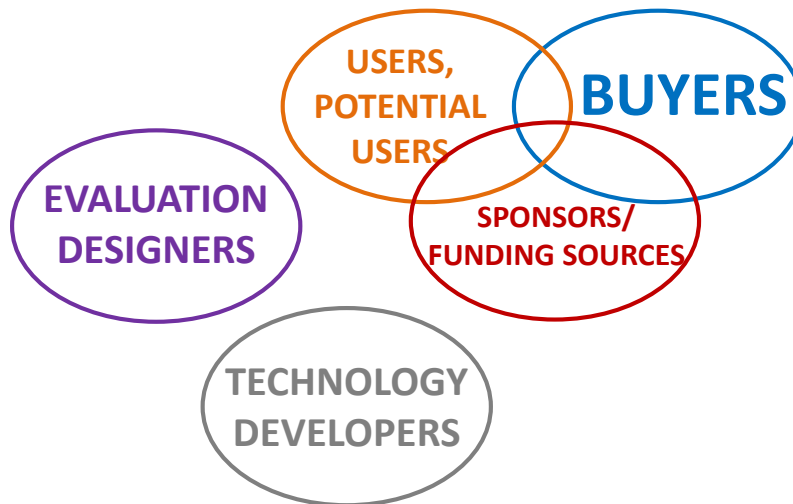 USERS,
POTENTIAL
USERS
BUYERS
EVALUATION
DESIGNERS
SPONSORS/
FUNDING SOURCES
TECHNOLOGY
DEVELOPERS